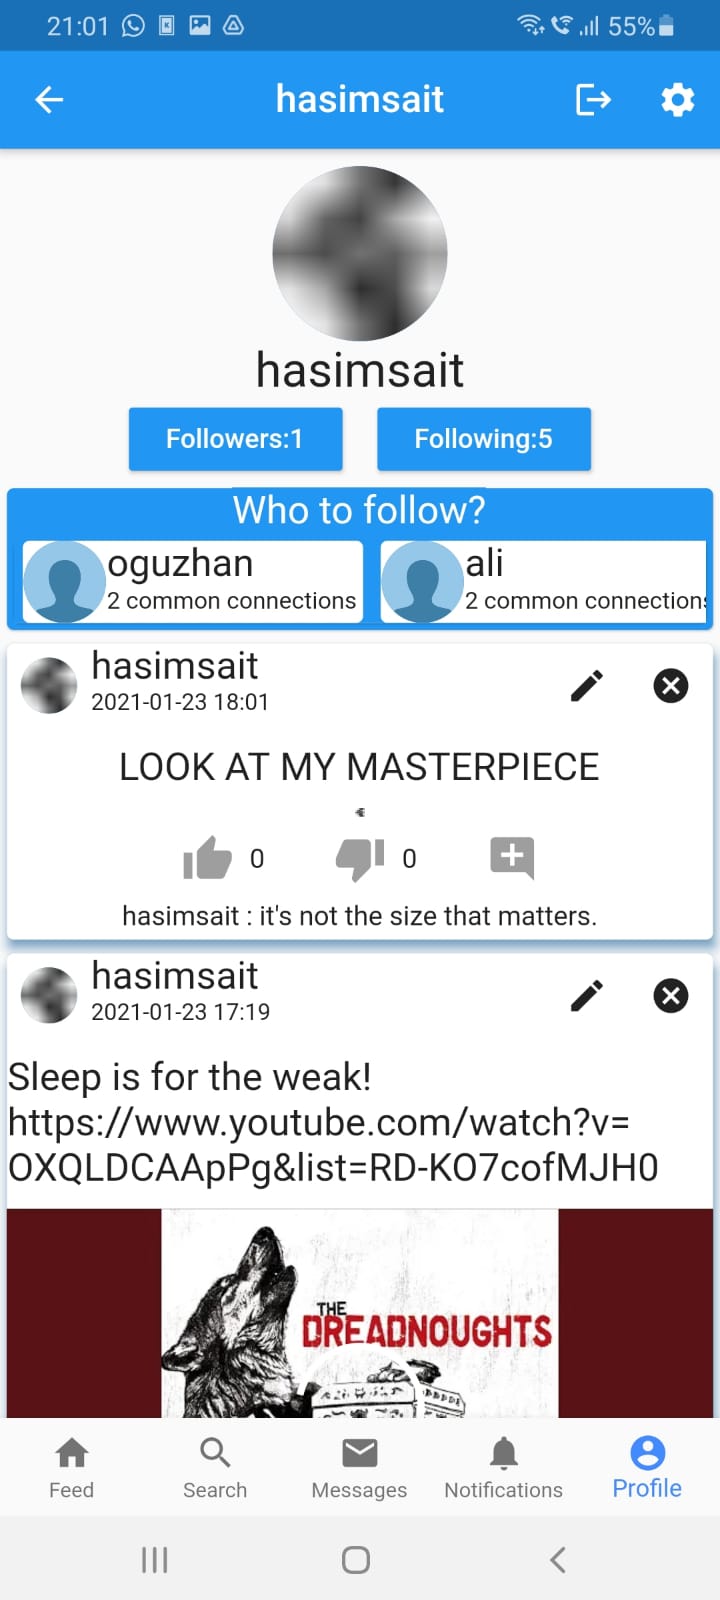 21:01
55%
hasimsait
hasimsait
Followers:1
Following:5
Who to follow?
oguzhan
2 common connections
ali
2 common connections
hasimsait
2021-01-23 18:01
LOOK AT MY MASTERPIECE
0
0
hasimsait : it's not the size that matters.
hasimsait
2021-01-23 17:19
Sleep is for the weak!
https://www.youtube.com/watch?v=
OXQLDCAApPg&list=RD-KO7cofMJH0
THE
DREADNOUGHTS
Feed
Search
Messages
Notifications
Profile